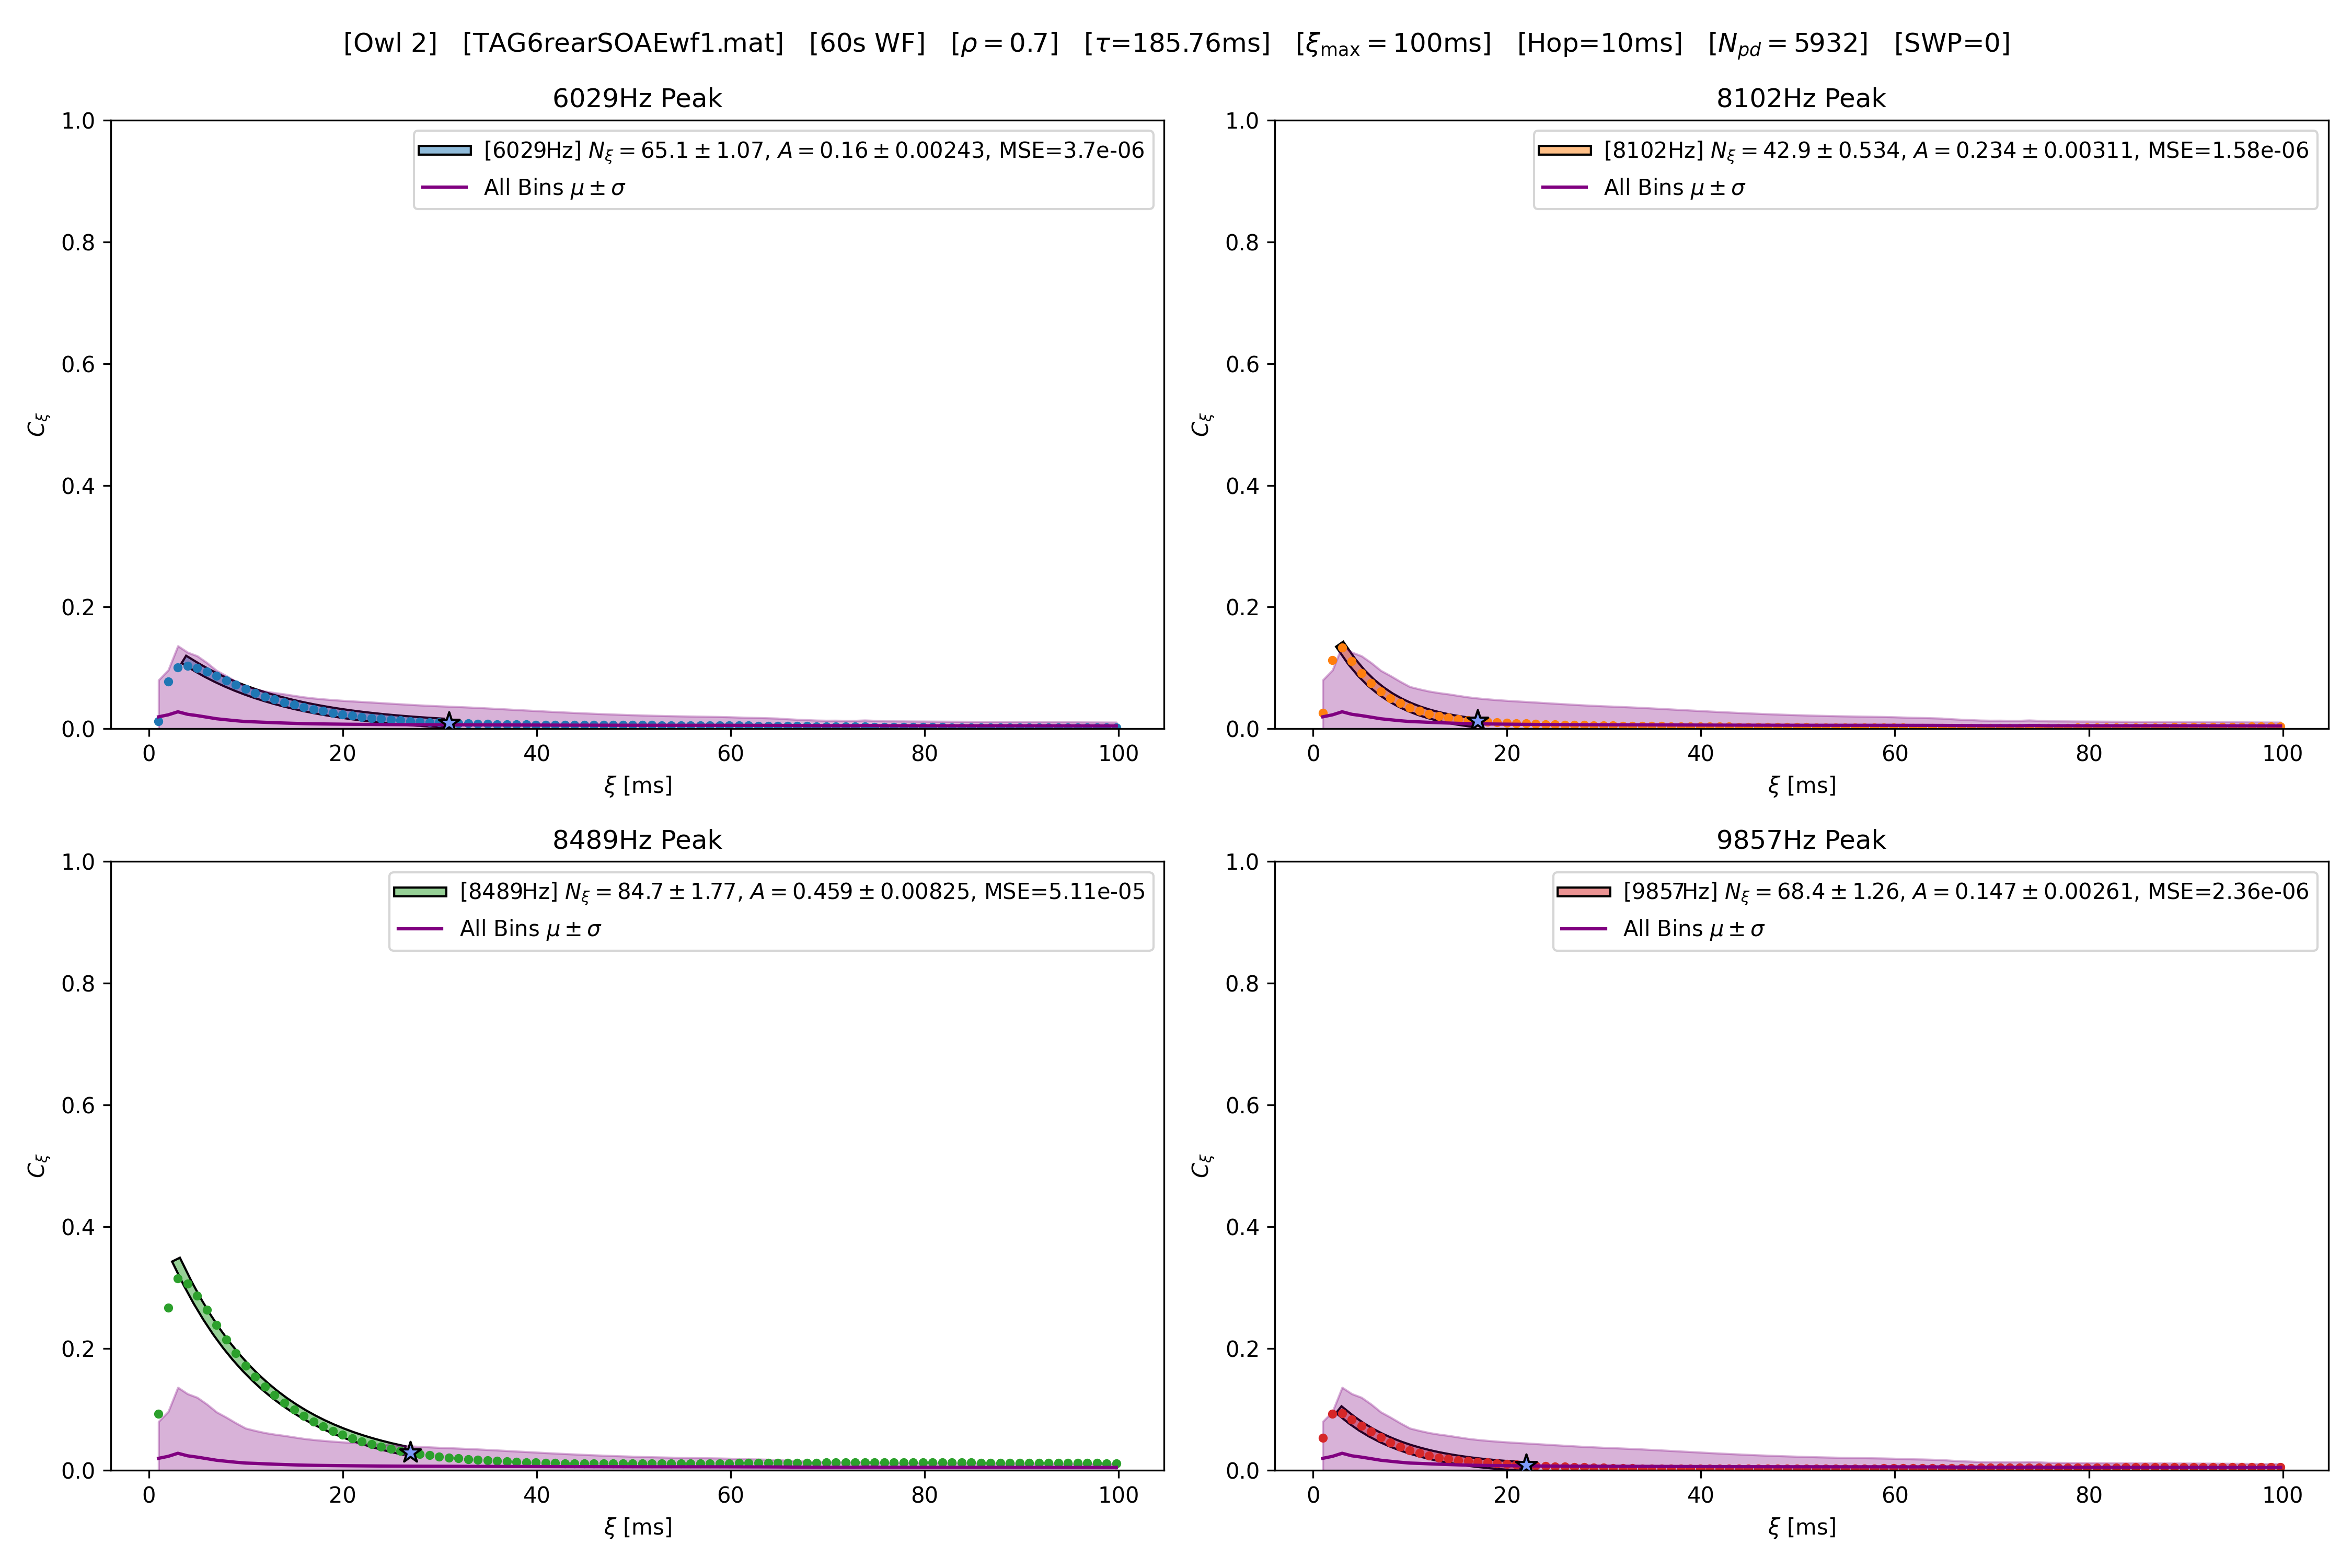 [Owl 2] [TAG6rearSOAEwf1.mat] [60s WF] [ρ = 0.7] [τ=185.76ms] [ξmax = 100ms] [Hop=10ms] [Npd = 5932] [SWP=0]
6029Hz Peak
1.0
0.8
0.6
0.4
0.2
0.0
Cξ
[6029Hz] Nξ = 65.1 ± 1.07, A = 0.16 ± 0.00243, MSE=3.7e-06
All Bins μ ± σ
0 20 40 60 80 100
ξ [ms]
8102Hz Peak
1.0
0.8
0.6
0.4
0.2
0.0
Cξ
[8102Hz] Nξ = 42.9 ± 0.534, A = 0.234 ± 0.00311, MSE=1.58e-06
All Bins μ ± σ
0 20 40 60 80 100
ξ [ms]
8489Hz Peak
1.0
0.8
0.6
0.4
0.2
0.0
Cξ
[8489Hz] Nξ = 84.7 ± 1.77, A = 0.459 ± 0.00825, MSE=5.11e-05
All Bins μ ± σ
0 20 40 60 80 100
ξ [ms]
9857Hz Peak
1.0
0.8
0.6
0.4
0.2
0.0
Cξ
[9857Hz] Nξ = 68.4 ± 1.26, A = 0.147 ± 0.00261, MSE=2.36e-06
All Bins μ ± σ
0 20 40 60 80 100
ξ [ms]